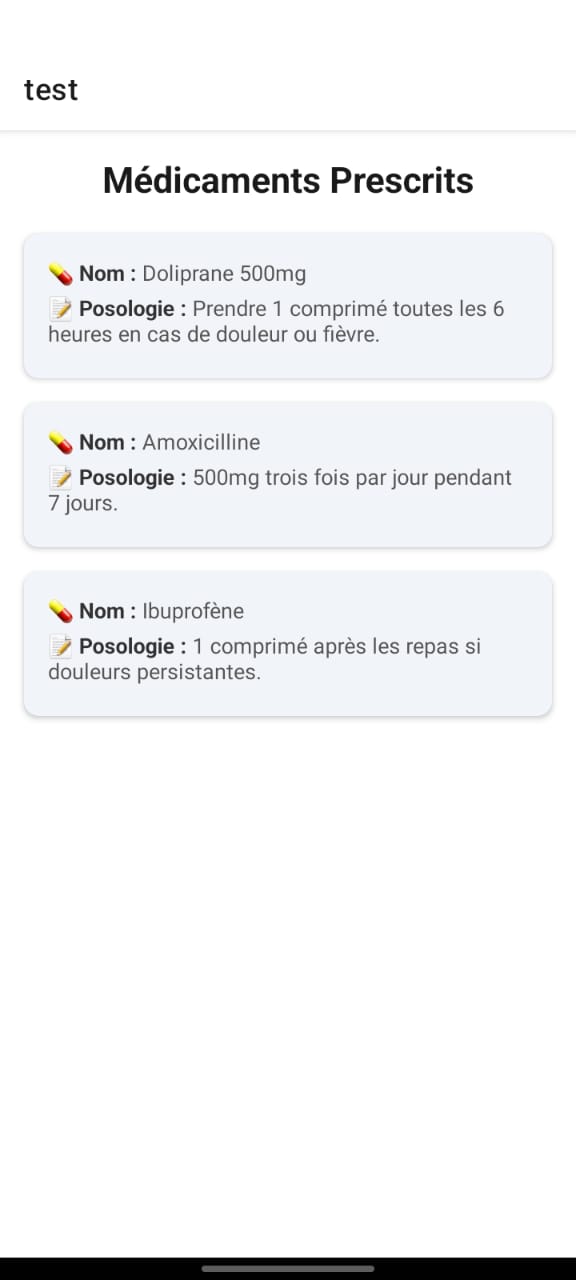 test
Médicaments Prescrits
💊 Nom : Doliprane 500mg
📝 Posologie : Prendre 1 comprimé toutes les 6
heures en cas de douleur ou fièvre.
💊 Nom : Amoxicilline
📝 Posologie : 500mg trois fois par jour pendant
7 jours.
💊 Nom : Ibuprofène
📝 Posologie : 1 comprimé après les repas si
douleurs persistantes.